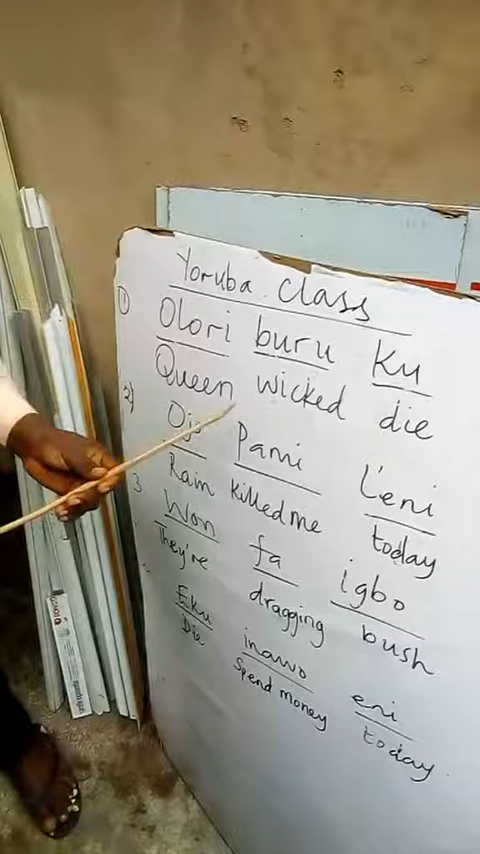 Yoruba class
1) Olori buru Ku
Queen wicked die
2) Ojo Pami L'eni
Rain Killed me today
3 Won fa igbo
They're dragging bush
Eku inawo eni
Die Spend money today